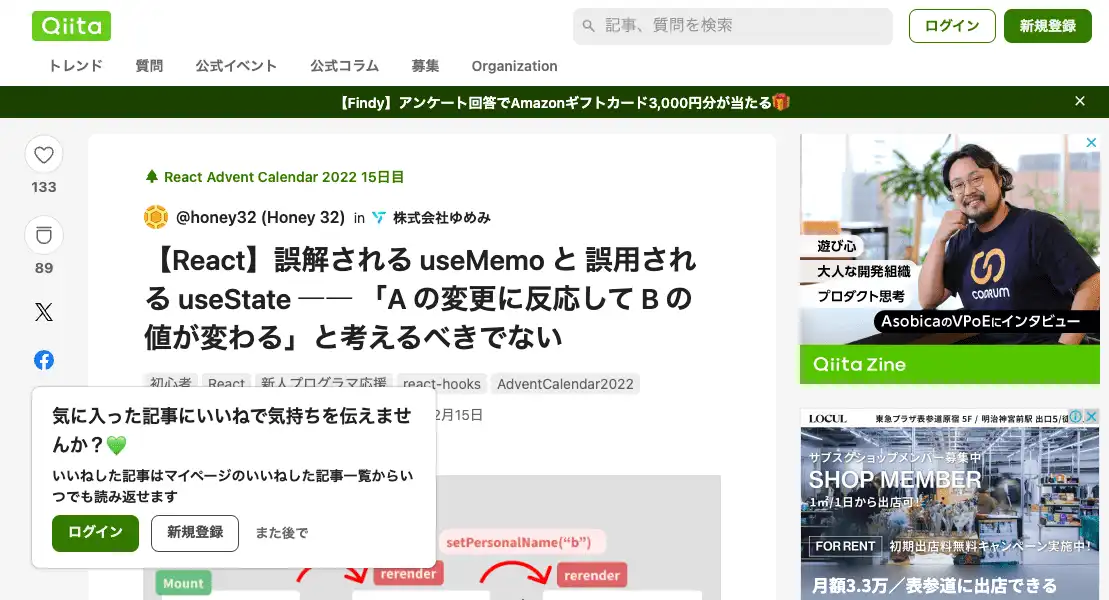 Qiita
記事、質問を検索
ログイン
新規登録
トレンド
質問
公式イベント
公式コラム
募集
Organization
【Findy】アンケート回答でAmazonギフトカード3,000円分が当たる🎁
133
89
React Advent Calendar 2022 15日目
@honey32 (Honey 32) in 株式会社ゆめみ
【React】誤解される useMemo と 誤用され
る useState ―― 「A の変更に反応して B の
値が変わる」と考えるべきでない
初心者 React 新人プログラマ応援 react-hooks AdventCalendar2022
2月15日
気に入った記事にいいねで気持ちを伝えませ
んか？💚
いいねした記事はマイページのいいねした記事一覧からい
つでも読み返せます
ログイン
新規登録
また後で
setPersonalName(“b”)
Mount
rerender
rerender
遊び心
大人な開発組織
プロダクト思考
COORUM
AsobicaのVPoEにインタビュー
Qiita Zine
LOCUL
東急プラザ表参道原宿 5F / 明治神宮前駅 出口5/徒
サブスクショップメンバー募集中
SHOP MEMBER
1㎡/1日から出店可!
FOR RENT
初期出店料無料キャンペーン実施中!
月額3.3万／表参道に出店できる